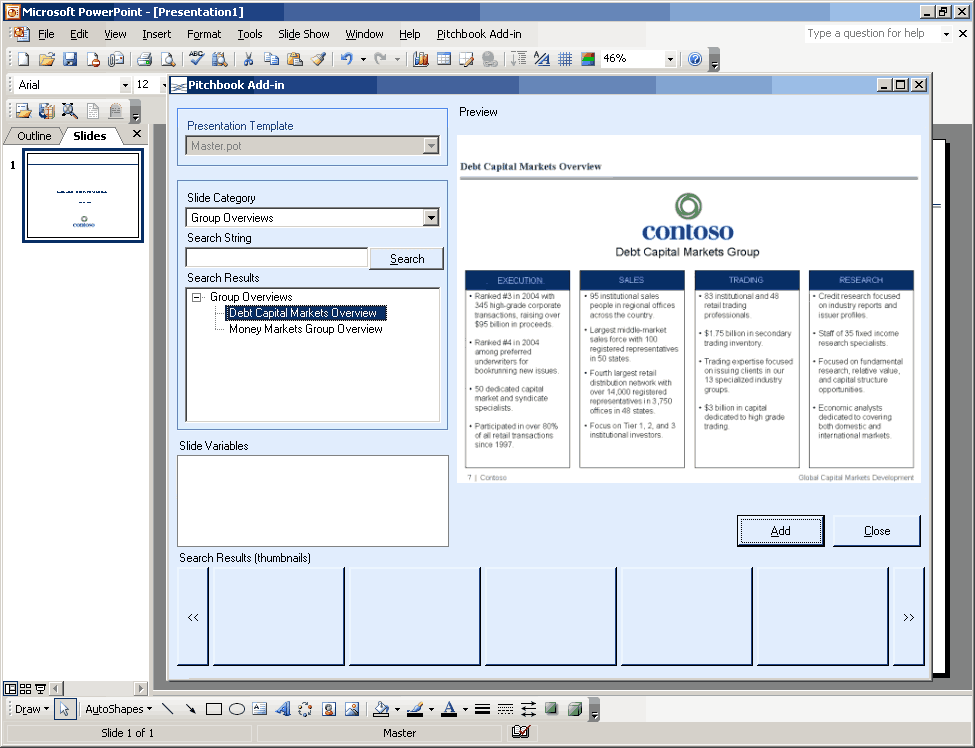 Microsoft PowerPoint - [Presentation1]
File Edit View Insert Format Tools Slide Show Window Help Pitchbook Add-in
Type a question for help
46%
Arial
12
Pitchbook Add-in
Outline
Slides
1
contoso
Presentation Template
Master.pot
Slide Category
Group Overviews
Search String
Search
Search Results
Group Overviews
Debt Capital Markets Overview
Money Markets Group Overview
Slide Variables
Preview
Debt Capital Markets Overview
contoso
Debt Capital Markets Group
EXECUTION
• Ranked #3 in 2004 with
345 high-grade corporate
transactions, raising over
$95 billion in proceeds.
• Ranked #4 in 2004
among preferred
underwriters for
bookrunning new issues.
• 50 dedicated capital
market and syndicate
specialists.
• Participated in over 80%
of all retail transactions
since 1997.
SALES
• 95 institutional sales
people in regional offices
across the country.
• Largest middle-market
sales force with 100
registered representatives
in 50 states.
• Fourth largest retail
distribution network with
over 14,000 registered
representatives in 3,750
offices in 48 states.
• Focus on Tier 1, 2, and 3
institutional investors.
TRADING
• 83 institutional and 48
retail trading
professionals.
• $1.75 billion in secondary
trading inventory.
• Trading expertise focused
on issuing clients in our
13 specialized industry
groups.
• $3 billion in capital
dedicated to high grade
trading.
RESEARCH
• Credit research focused
on industry reports and
issuer profiles.
• Staff of 35 fixed income
research specialists.
• Focused on fundamental
research, relative value,
and capital structure
opportunities.
• Economic analysts
dedicated to covering
both domestic and
international markets.
7 | Contoso
Global Capital Markets Development
Add
Close
Search Results (thumbnails)
<<
>>
Draw
AutoShapes
Slide 1 of 1
Master